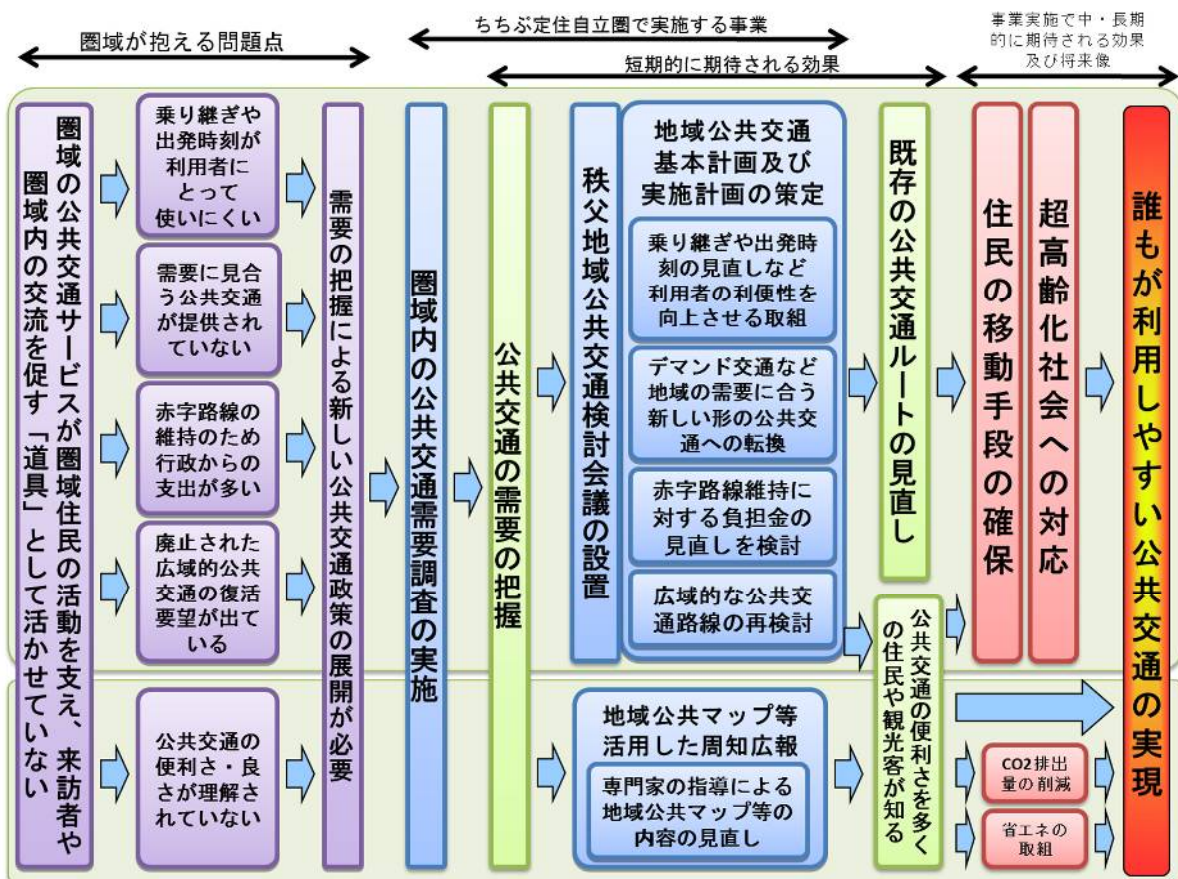 圏域が抱える問題点
ちちぶ定住自立圏で実施する事業
短期的に期待される効果
事業実施で中・長期
的に期待される効果
及び将来像
圏域の公共交通サービスが圏域住民の活動を支え、来訪者や
圏域内の交流を促す「道具」として活かせていない
乗り継ぎや
出発時刻が
利用者に
とって
使いにくい
需要に見合
う公共交通
が提供され
ていない
赤字路線の
維持のため
行政からの
支出が多い
廃止された
広域的公共
交通の復活
要望が出て
いる
公共交通の
便利さ・良
さが理解さ
れていない
需要の把握による新しい公共交通政策の展開が必要
圏域内の公共交通需要調査の実施
公共交通の需要の把握
秩父地域公共交通検討会議の設置
地域公共交通
基本計画及び
実施計画の策定
乗り継ぎや出発時
刻の見直しなど
利用者の利便性を
向上させる取組
デマンド交通など
地域の需要に合う
新しい形の公共交
通への転換
赤字路線維持に
対する負担金の
見直しを検討
広域的な公共交
通路線の再検討
地域公共マップ等
活用した周知広報
専門家の指導による
地域公共マップ等の
内容の見直し
既存の公共交通ルートの見直し
公共交通の便利さを多く
の住民や観光客が知る
住民の移動手段の確保
超高齢化社会への対応
CO2排出
量の削減
省エネの
取組
誰もが利用しやすい公共交通の実現